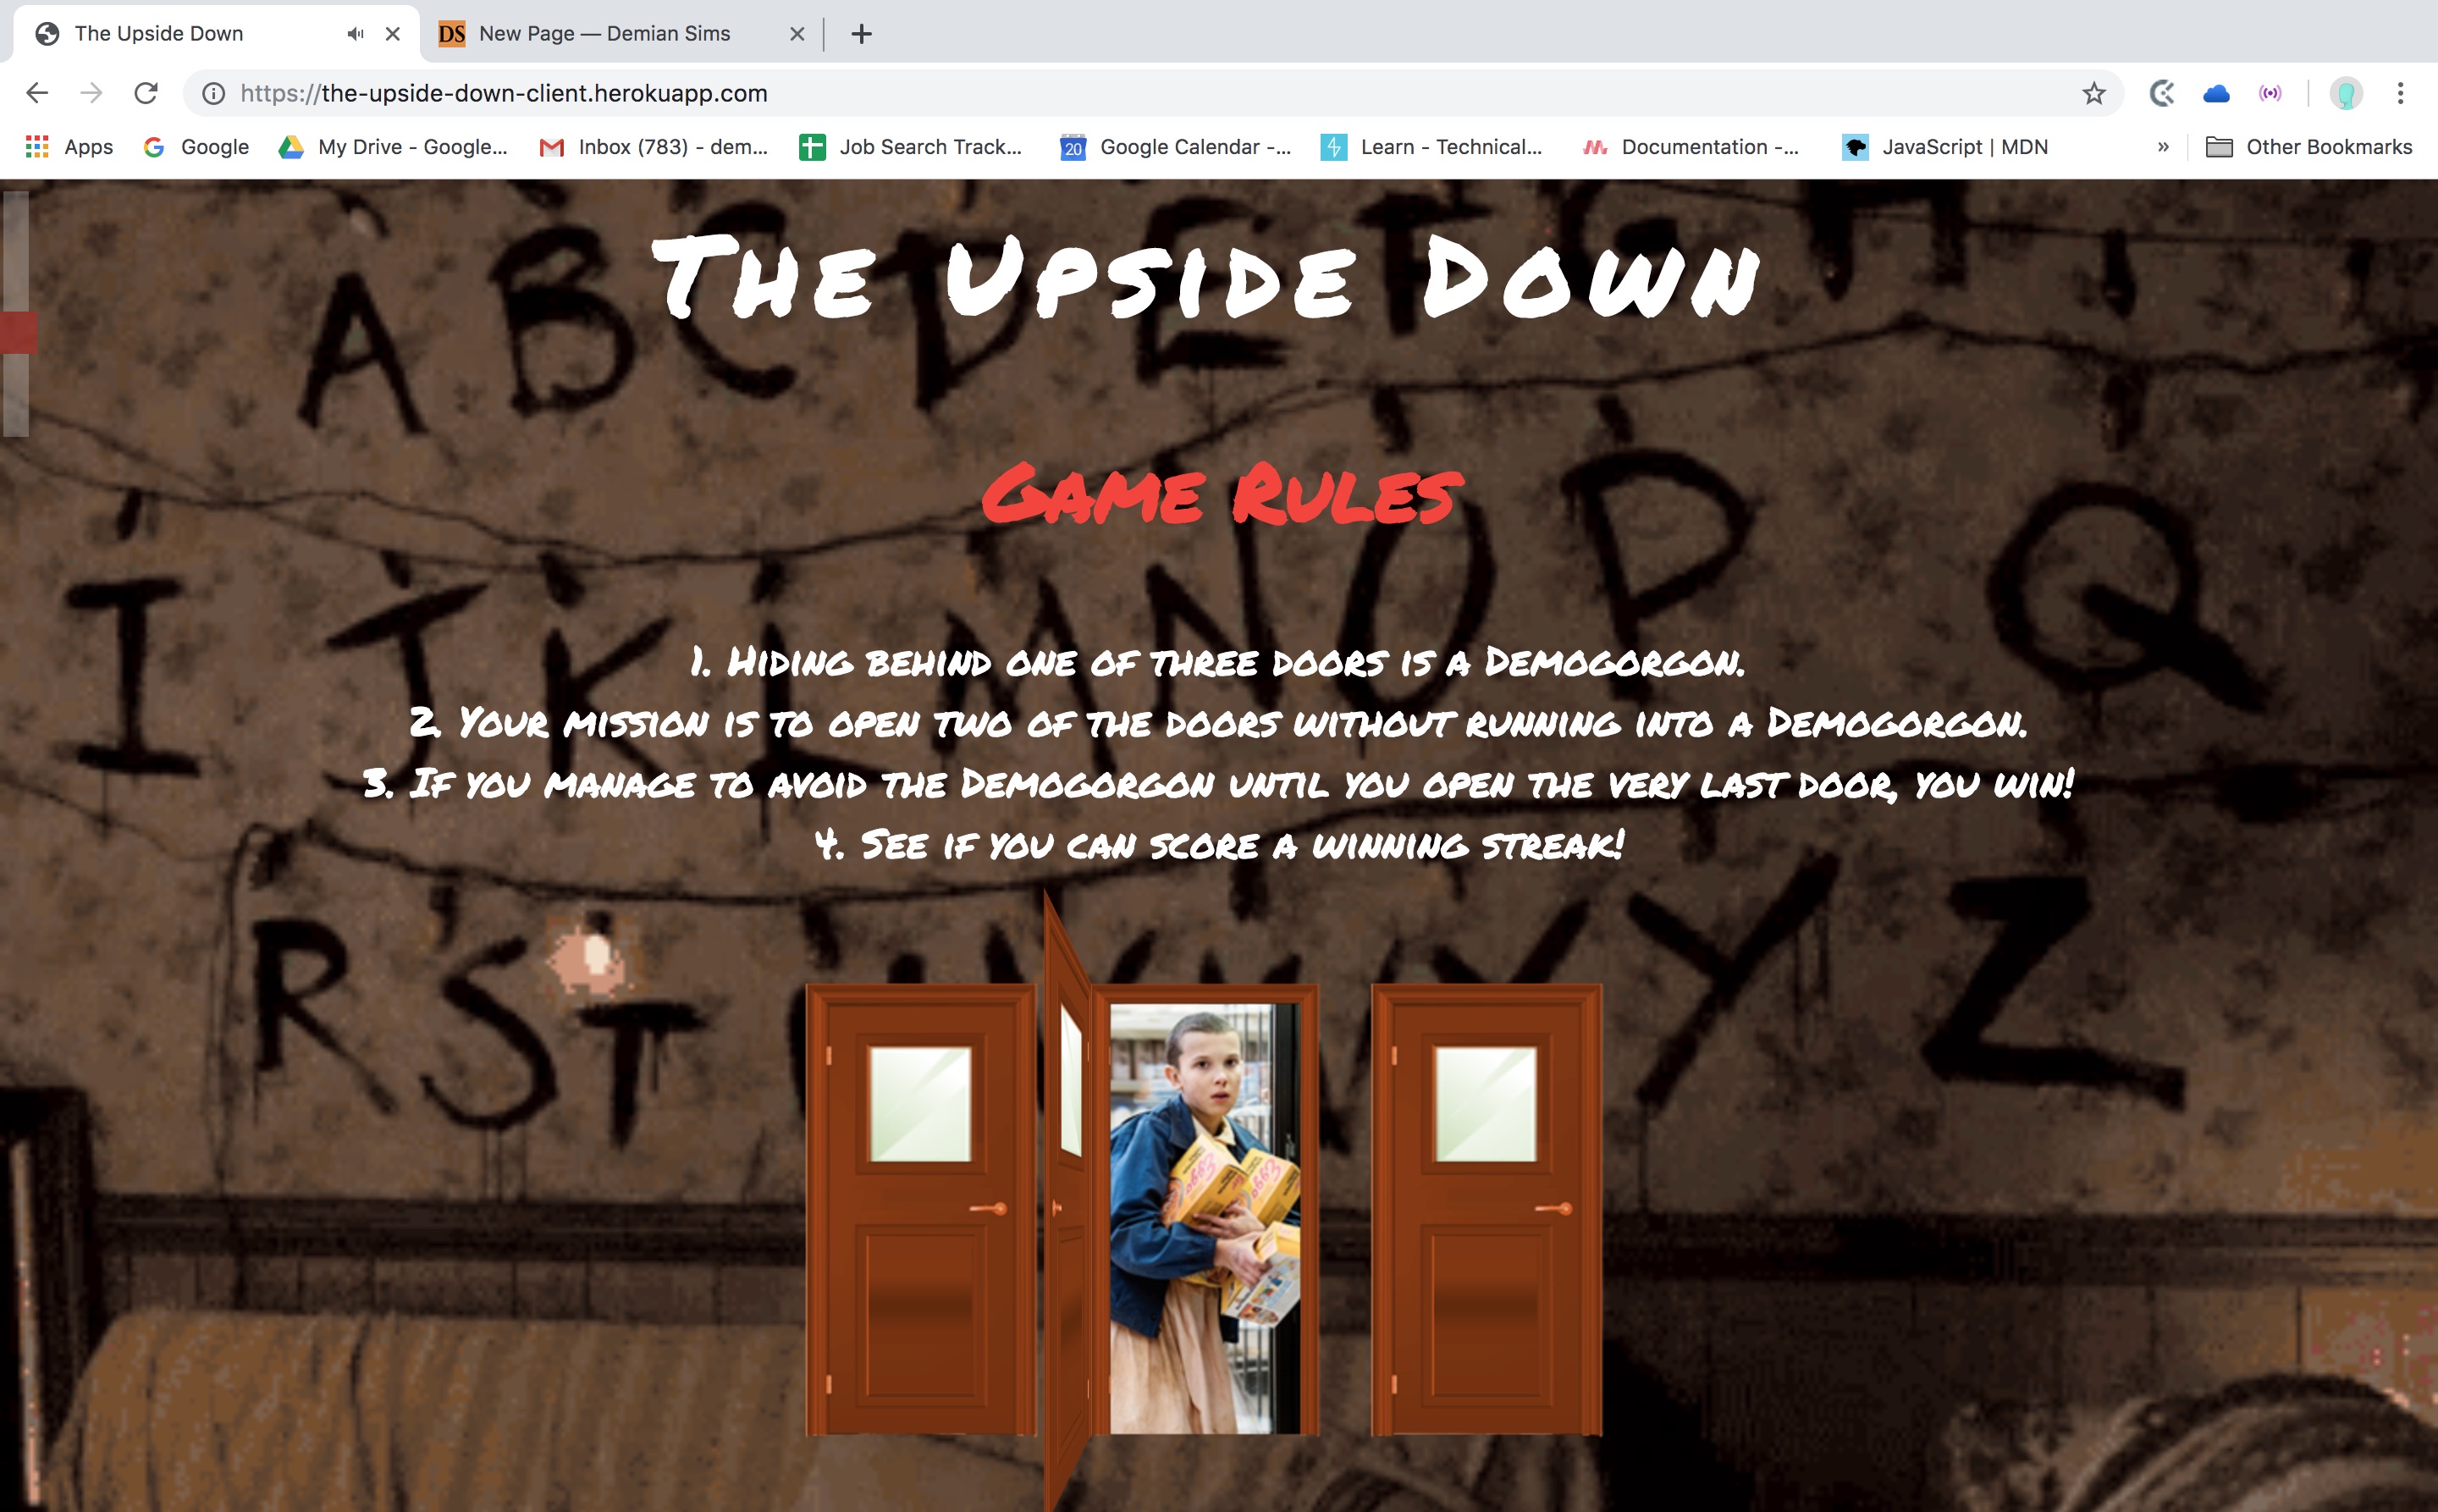 The Upside Down
DS New Page — Demian Sims
https://the-upside-down-client.herokuapp.com
Apps Google My Drive - Google... Inbox (783) - dem... Job Search Track... 20 Google Calendar -... Learn - Technical... Documentation -... JavaScript | MDN » Other Bookmarks
The Upside Down
A B C D E F G H
Game Rules
I J K L M N O P Q
1. Hiding behind one of three doors is a Demogorgon.
2. Your mission is to open two of the doors without running into a Demogorgon.
3. If you manage to avoid the Demogorgon until you open the very last door, you win!
4. See if you can score a winning streak!
R S T Y Z
Eggo Eggo